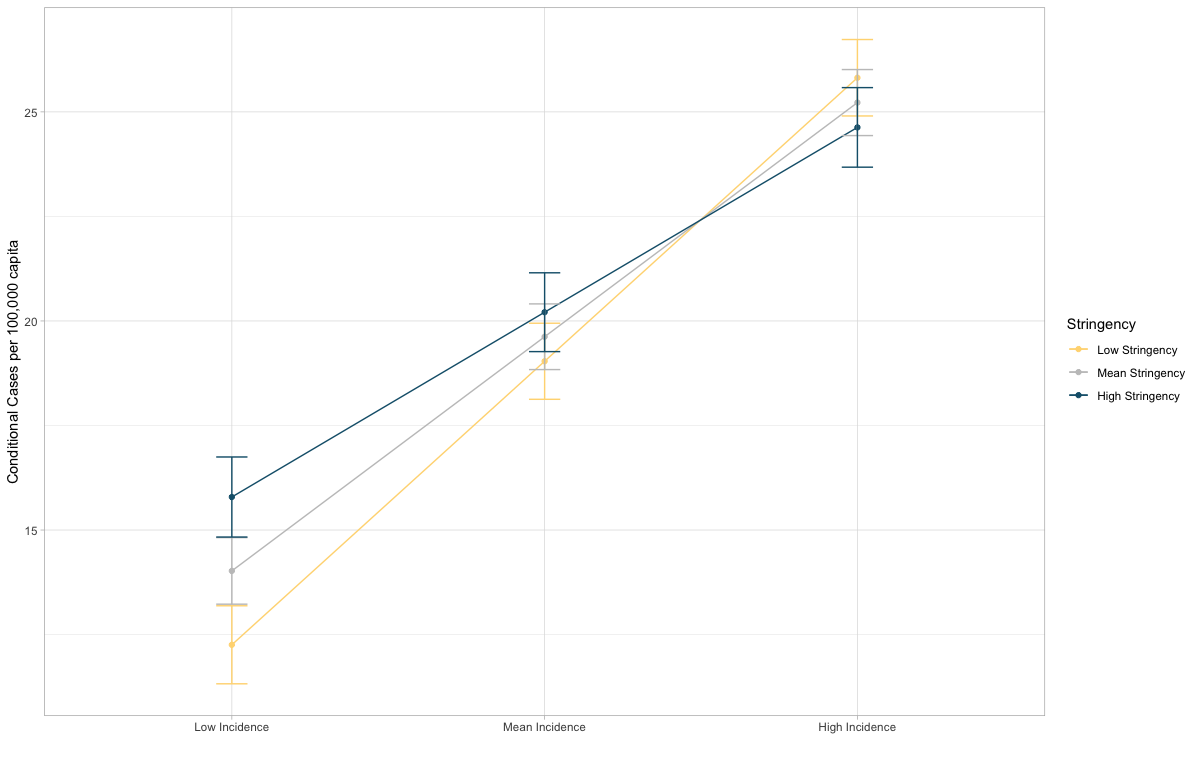 Conditional Cases per 100,000 capita
25
20
15
Low Incidence
Mean Incidence
High Incidence
Stringency
Low Stringency
Mean Stringency
High Stringency